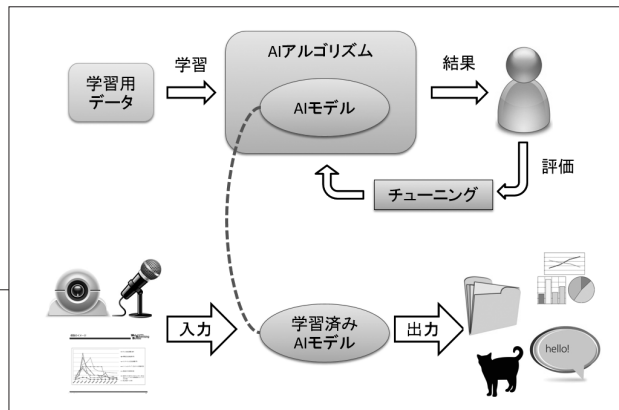 AIアルゴリズム
学習
結果
学習用
データ
AIモデル
評価
チューニング
入力
学習済み
AIモデル
出力
hello!